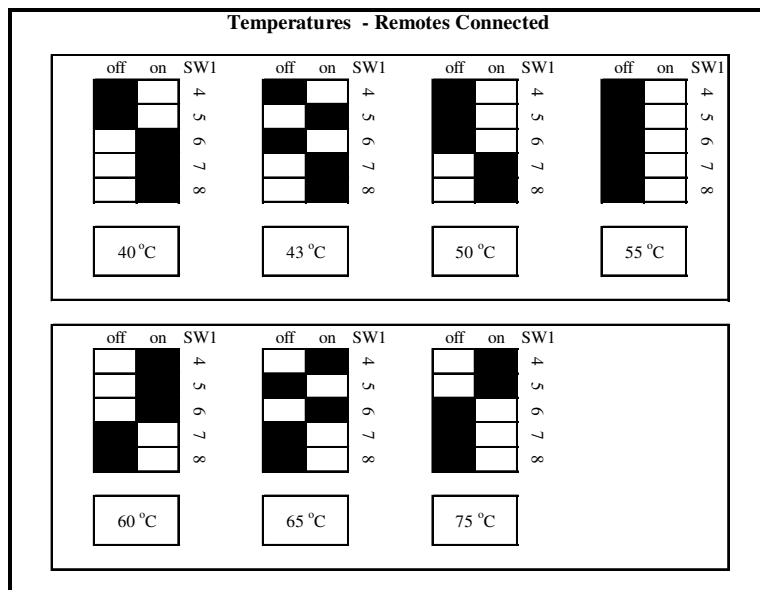 Temperatures - Remotes Connected
off on SW1 off on SW1 off on SW1 off on SW1
4 4 4 4
5 5 5 5
6 6 6 6
7 7 7 7
8 8 8 8
40 °C 43 °C 50 °C 55 °C
off on SW1 off on SW1 off on SW1
4 4 4
5 5 5
6 6 6
7 7 7
8 8 8
60 °C 65 °C 75 °C